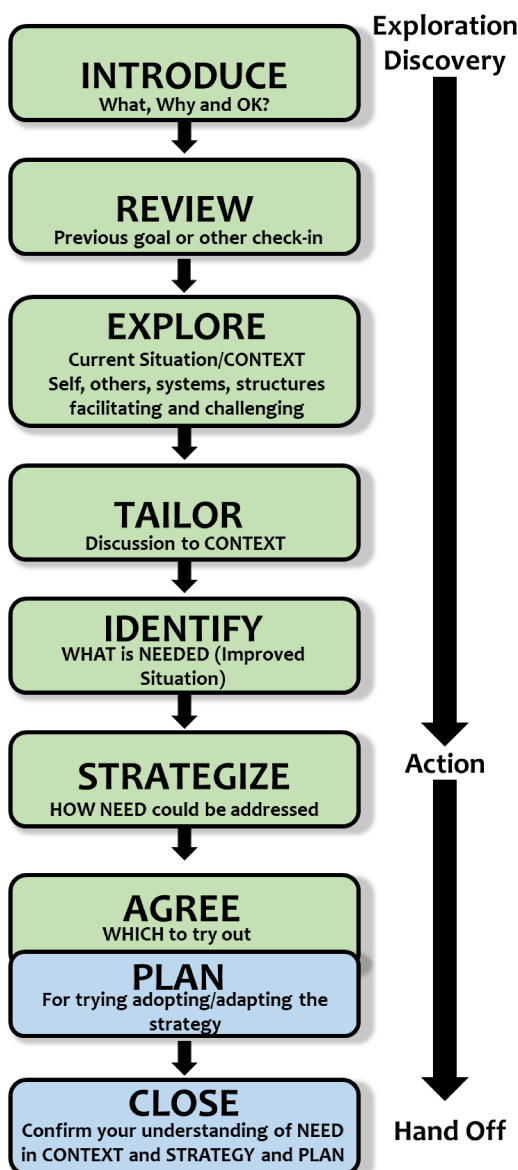 Exploration
Discovery
INTRODUCE
What, Why and OK?
REVIEW
Previous goal or other check-in
EXPLORE
Current Situation/CONTEXT
Self, others, systems, structures
facilitating and challenging
TAILOR
Discussion to CONTEXT
IDENTIFY
WHAT is NEEDED (Improved
Situation)
STRATEGIZE
HOW NEED could be addressed
Action
AGREE
WHICH to try out
PLAN
For trying adopting/adapting the
strategy
CLOSE
Confirm your understanding of NEED
in CONTEXT and STRATEGY and PLAN
Hand Off